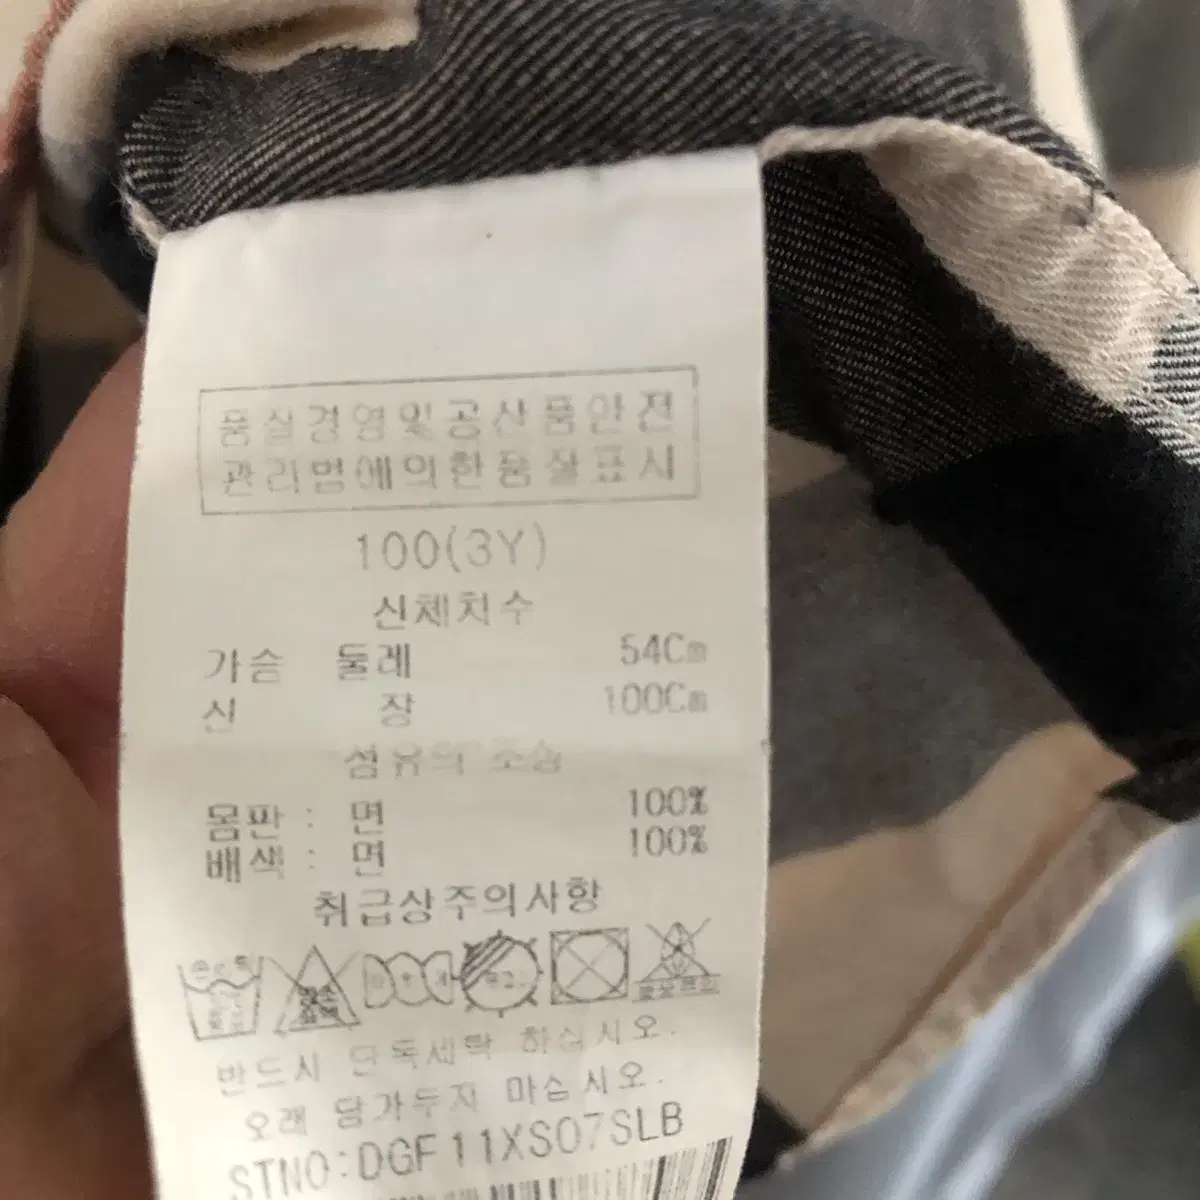 품질경영및공산품안전
관리법에의한품질표시
100(3Y)
신체치수
가슴 둘레 54Cm
신 장 100Cm
섬유의 조성
몸판 : 면 100%
배색 : 면 100%
취급상주의사항
반드시 단독세탁 하십시오.
오래 담가두지 마십시오.
STNO:DGF11XS07SLB